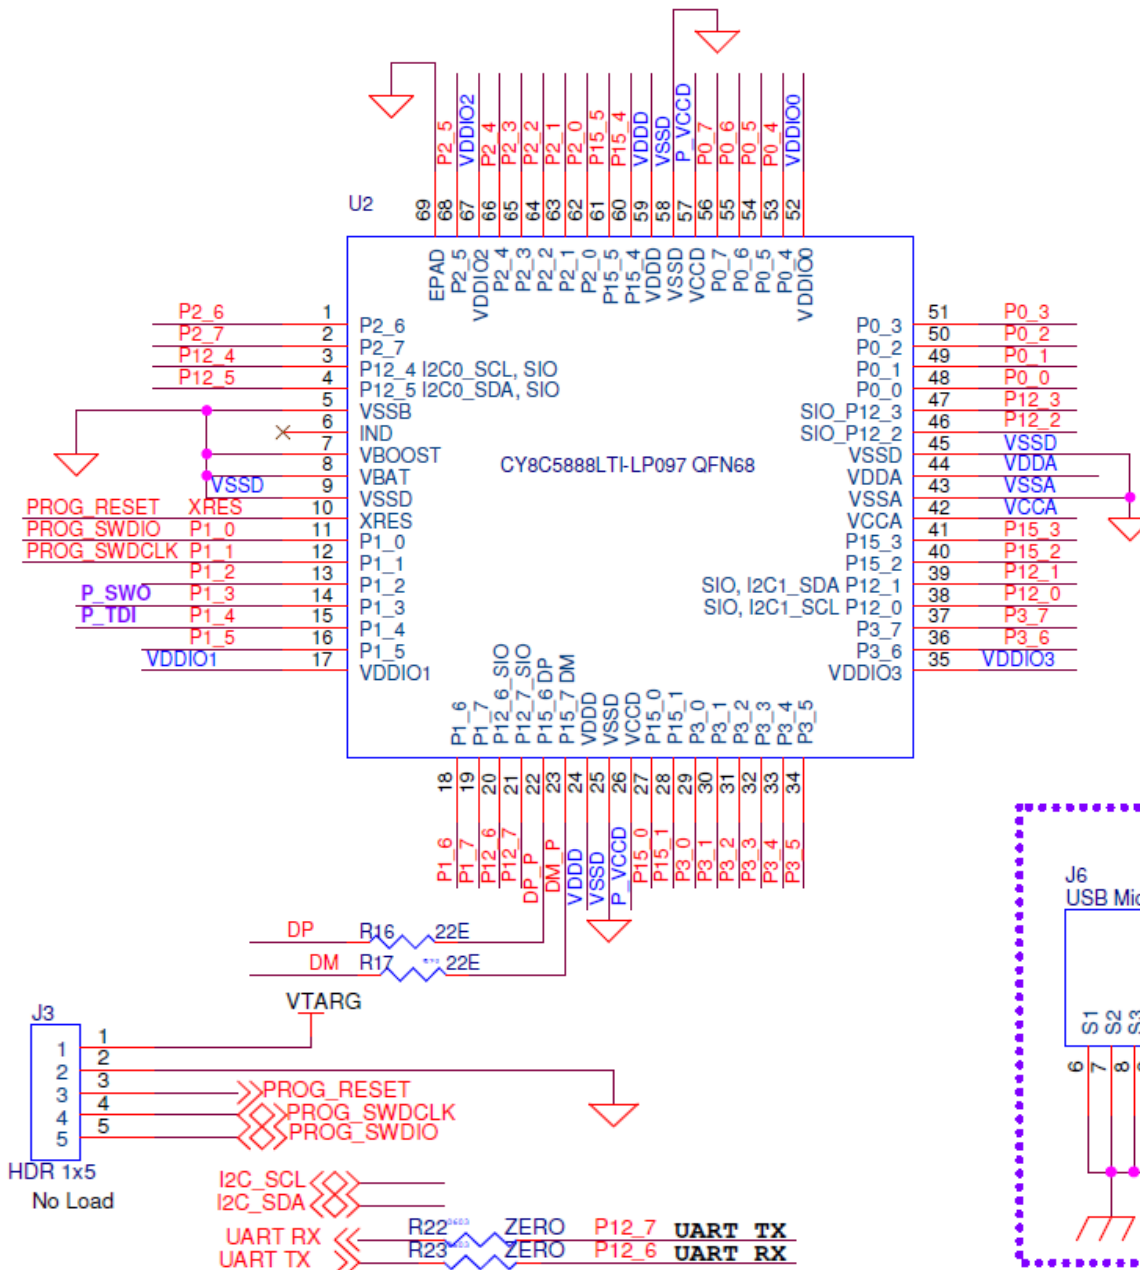 P2_5
VDDIO2
P2_4
P2_3
P2_2
P2_1
P2_0
P15_5
P15_4
VDDD
VSSD
P_VCCD
P0_7
P0_6
P0_5
P0_4
VDDIO0
U2
69 68 67 66 65 64 63 62 61 60 59 58 57 56 55 54 53 52
EPAD
P2_5
VDDIO2
P2_4
P2_3
P2_2
P2_1
P2_0
P15_5
P15_4
VDDD
VSSD
VCCD
P0_7
P0_6
P0_5
P0_4
VDDIO0
P2_6 1 P2_6
P2_7 2 P2_7
P12_4 3 P12_4 I2C0_SCL, SIO
P12_5 4 P12_5 I2C0_SDA, SIO
5 VSSB
6 IND
7 VBOOST
8 VBAT
VSSD 9 VSSD
PROG_RESET XRES 10 XRES
PROG_SWDIO P1_0 11 P1_0
PROG_SWDCLK P1_1 12 P1_1
P1_2 13 P1_2
P_SWO P1_3 14 P1_3
P_TDI P1_4 15 P1_4
P1_5 16 P1_5
VDDIO1 17 VDDIO1
CY8C5888LTI-LP097 QFN68
P0_3 51 P0_3
P0_2 50 P0_2
P0_1 49 P0_1
P0_0 48 P0_0
SIO_P12_3 47 P12_3
SIO_P12_2 46 P12_2
VSSD 45 VSSD
VDDA 44 VDDA
VSSA 43 VSSA
VCCA 42 VCCA
P15_3 41 P15_3
P15_2 40 P15_2
SIO, I2C1_SDA P12_1 39 P12_1
SIO, I2C1_SCL P12_0 38 P12_0
P3_7 37 P3_7
P3_6 36 P3_6
VDDIO3 35 VDDIO3
P1_6
P1_7
P12_6_SIO
P12_7_SIO
P15_6 DP
P15_7 DM
VDDD
VSSD
VCCD
P15_0
P15_1
P3_0
P3_1
P3_2
P3_3
P3_4
P3_5
18 19 20 21 22 23 24 25 26 27 28 29 30 31 32 33 34
P1_6
P1_7
P12_6
P12_7
DP_P
DM_P
VDDD
VSSD
P_VCCD
P15_0
P15_1
P3_0
P3_1
P3_2
P3_3
P3_4
P3_5
DP R16 22E
DM R17 22E
VTARG
J3
1 1
2 2
3 3 PROG_RESET
4 4 PROG_SWDCLK
5 5 PROG_SWDIO
HDR 1x5
No Load
I2C_SCL
I2C_SDA
UART RX R22 0603 ZERO P12_7 UART TX
UART TX R23 0603 ZERO P12_6 UART RX
J6
USB Mic
S1 S2 S3
6 7 8